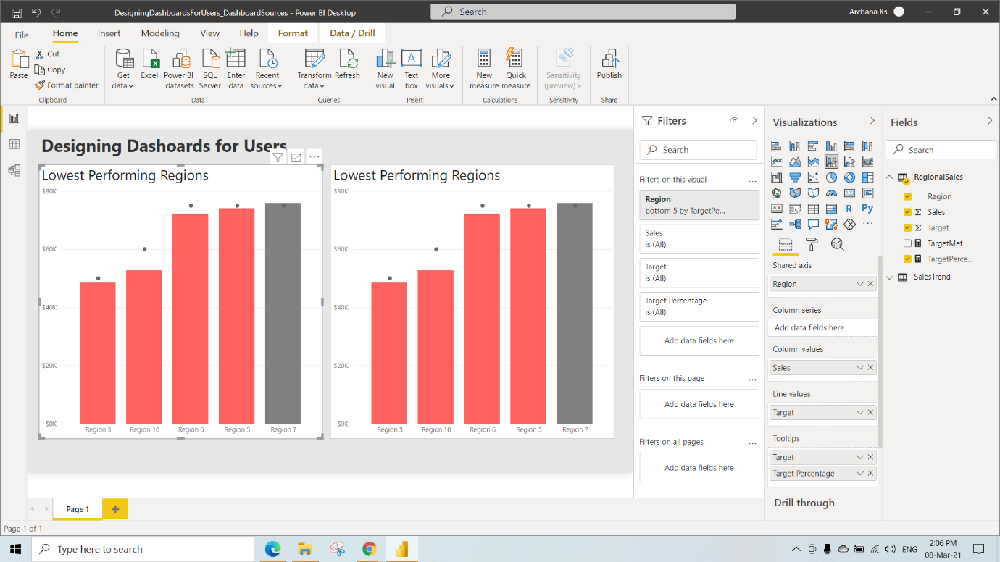 DesigningDashboardsForUsers_DashboardSources - Power BI Desktop
Search
Archana Ks
File
Home
Insert
Modeling
View
Help
Format
Data / Drill
Paste
Cut
Copy
Format painter
Clipboard
Get
data
Excel
Power BI
datasets
SQL
Server
Enter
data
Recent
sources
Data
Transform
data
Refresh
Queries
New
visual
Text
box
More
visuals
Insert
New
measure
Quick
measure
Calculations
Sensitivity
(preview)
Sensitivity
Publish
Share
Designing Dashoards for Users
Lowest Performing Regions
$80K
$60K
$40K
$20K
$0K
Region 3
Region 10
Region 6
Region 5
Region 7
Lowest Performing Regions
$80K
$60K
$40K
$20K
$0K
Region 3
Region 10
Region 6
Region 5
Region 7
Filters
Search
Filters on this visual
Region
bottom 5 by TargetPe...
Sales
is (All)
Target
is (All)
Target Percentage
is (All)
Add data fields here
Filters on this page
Add data fields here
Filters on all pages
Add data fields here
Visualizations
R
Py
Shared axis
Region
Column series
Add data fields here
Column values
Sales
Line values
Target
Tooltips
Target
Target Percentage
Drill through
Fields
Search
RegionalSales
Region
Σ Sales
Σ Target
TargetMet
TargetPerce...
SalesTrend
Page 1
Page 1 of 1
Type here to search
ENG
2:06 PM
08-Mar-21